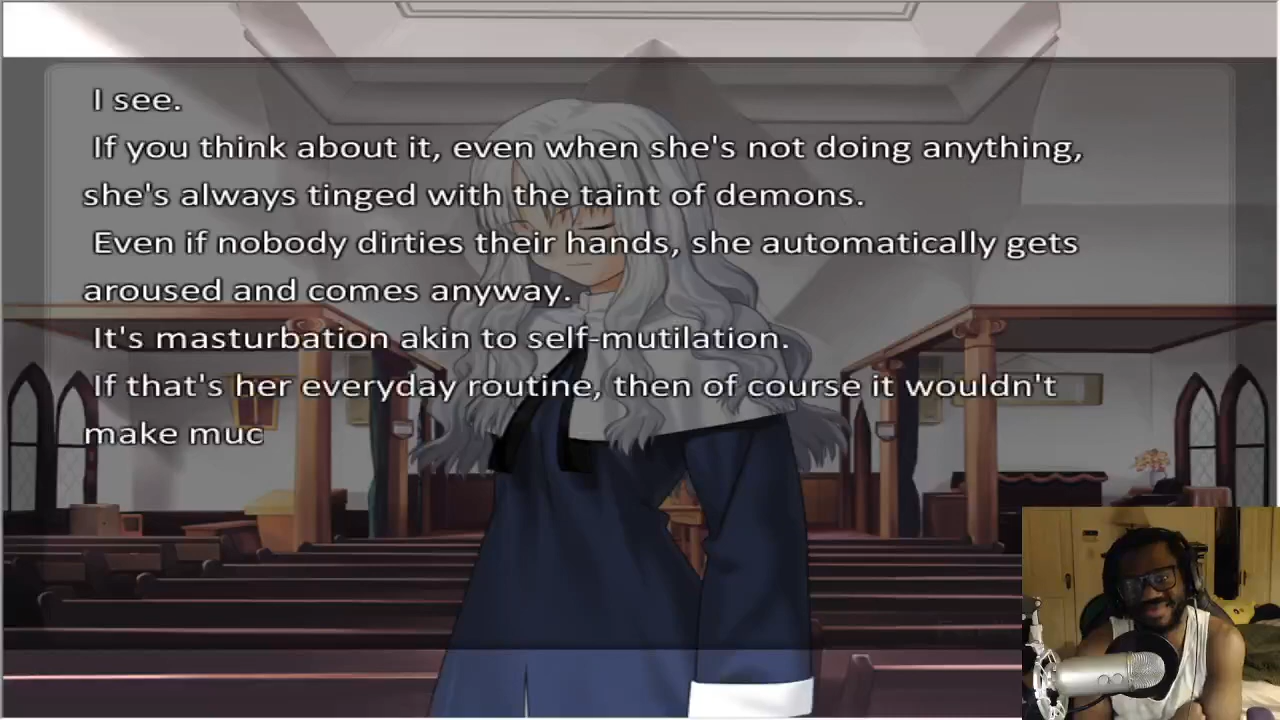 I see.
If you think about it, even when she's not doing anything,
she's always tinged with the taint of demons.
Even if nobody dirties their hands, she automatically gets
aroused and comes anyway.
It's masturbation akin to self-mutilation.
If that's her everyday routine, then of course it wouldn't
make muc